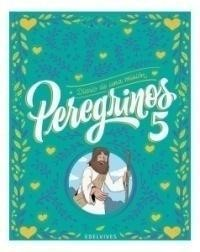 Diario de una misión
Peregrinos
5
EDELVIVES